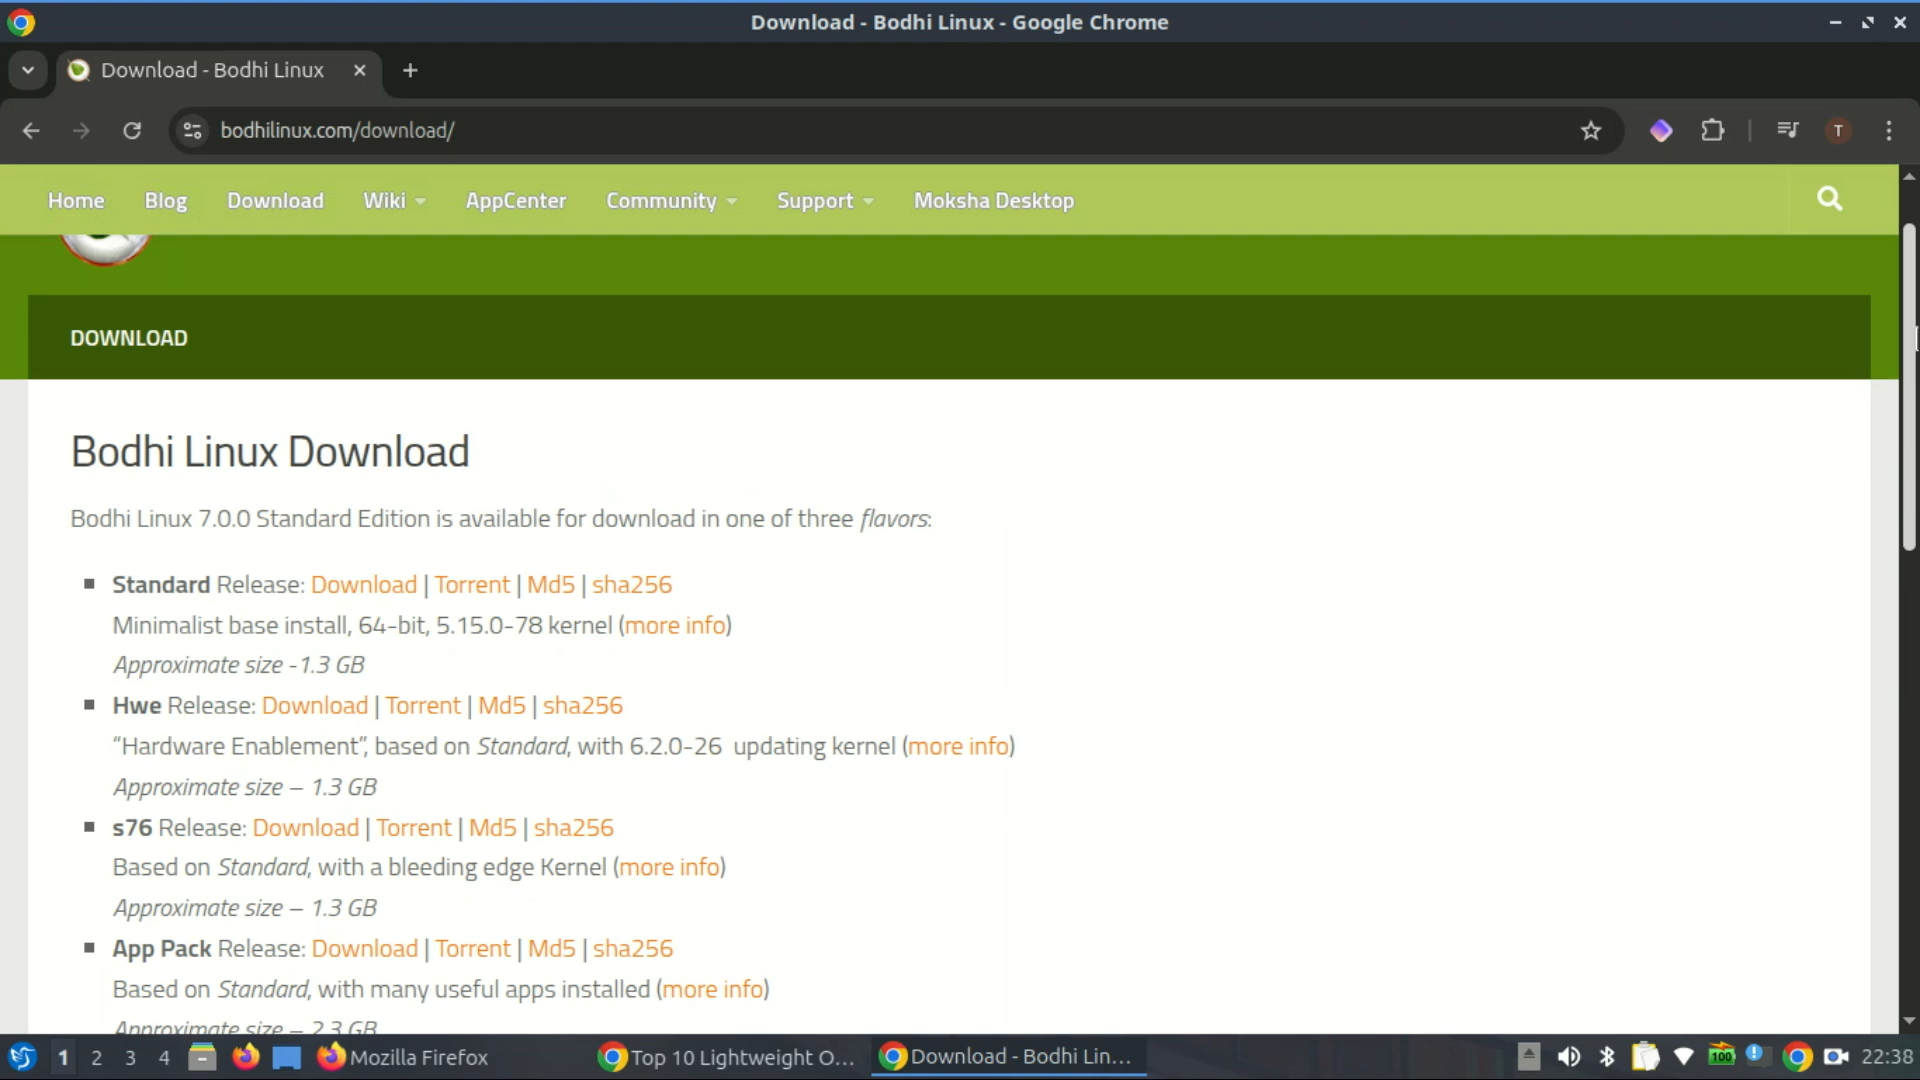 Download - Bodhi Linux - Google Chrome
Download - Bodhi Linux
bodhilinux.com/download/
T
Home Blog Download Wiki AppCenter Community Support Moksha Desktop
DOWNLOAD
Bodhi Linux Download
Bodhi Linux 7.0.0 Standard Edition is available for download in one of three flavors:
Standard Release: Download | Torrent | Md5 | sha256
Minimalist base install, 64-bit, 5.15.0-78 kernel (more info)
Approximate size -1.3 GB
Hwe Release: Download | Torrent | Md5 | sha256
“Hardware Enablement”, based on Standard, with 6.2.0-26 updating kernel (more info)
Approximate size – 1.3 GB
s76 Release: Download | Torrent | Md5 | sha256
Based on Standard, with a bleeding edge Kernel (more info)
Approximate size – 1.3 GB
App Pack Release: Download | Torrent | Md5 | sha256
Based on Standard, with many useful apps installed (more info)
Approximate size – 2.3 GB
1 2 3 4 Mozilla Firefox Top 10 Lightweight O... Download - Bodhi Lin... 100 22:38